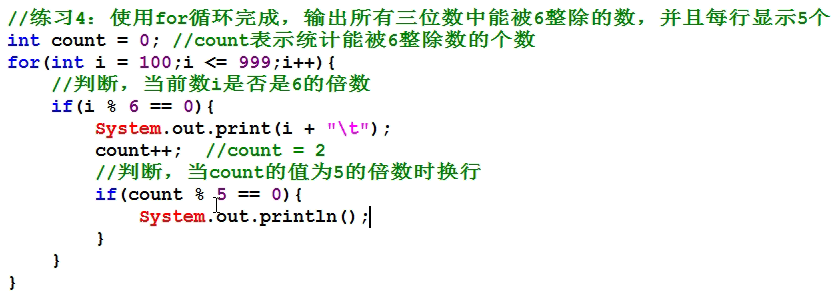 //练习4：使用for循环完成，输出所有三位数中能被6整除的数，并且每行显示5个
int count = 0; //count表示统计能被6整除数的个数
for(int i = 100;i <= 999;i++){
    //判断，当前数i是否是6的倍数
    if(i % 6 == 0){
        System.out.print(i + "\t");
        count++;  //count = 2
        //判断，当count的值为5的倍数时换行
        if(count % 5 == 0){
            System.out.println();
        }
    }
}